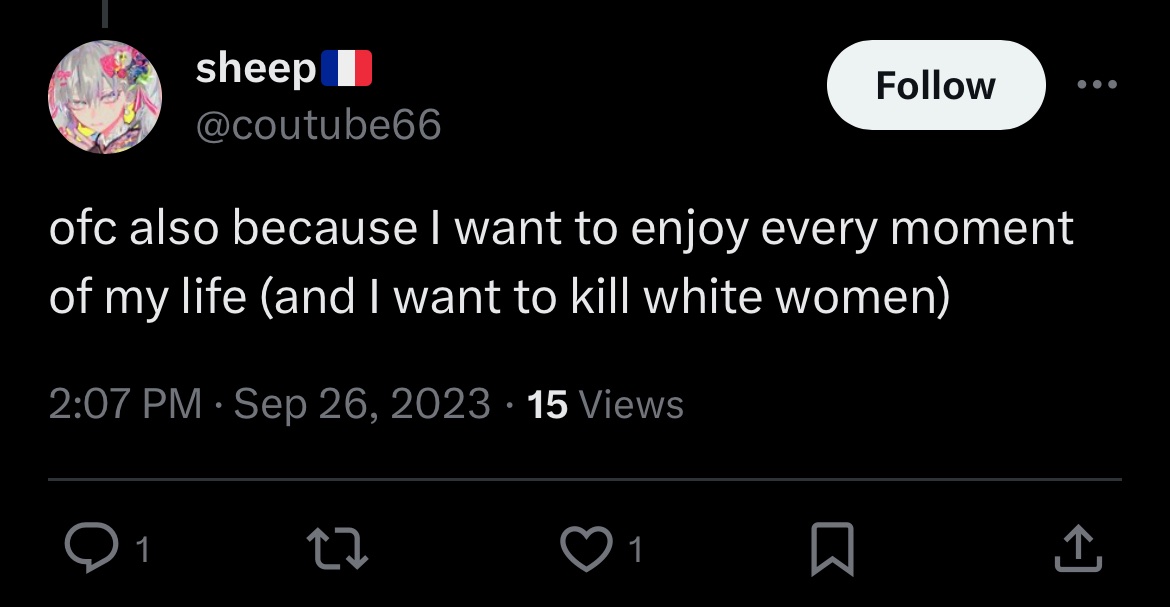 sheep🇫🇷
Follow
@coutube66
ofc also because I want to enjoy every moment
of my life (and I want to kill white women)
2:07 PM · Sep 26, 2023 · 15 Views
1 1